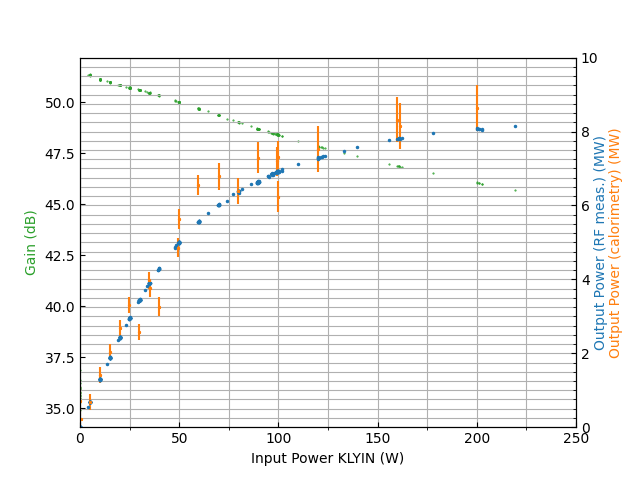 10
50.0
8
47.5
Gain (dB)
45.0
6
Output Power (RF meas.) (MW)
Output Power (calorimetry) (MW)
42.5
4
40.0
37.5
2
35.0
0
0 50 100 150 200 250
Input Power KLYIN (W)